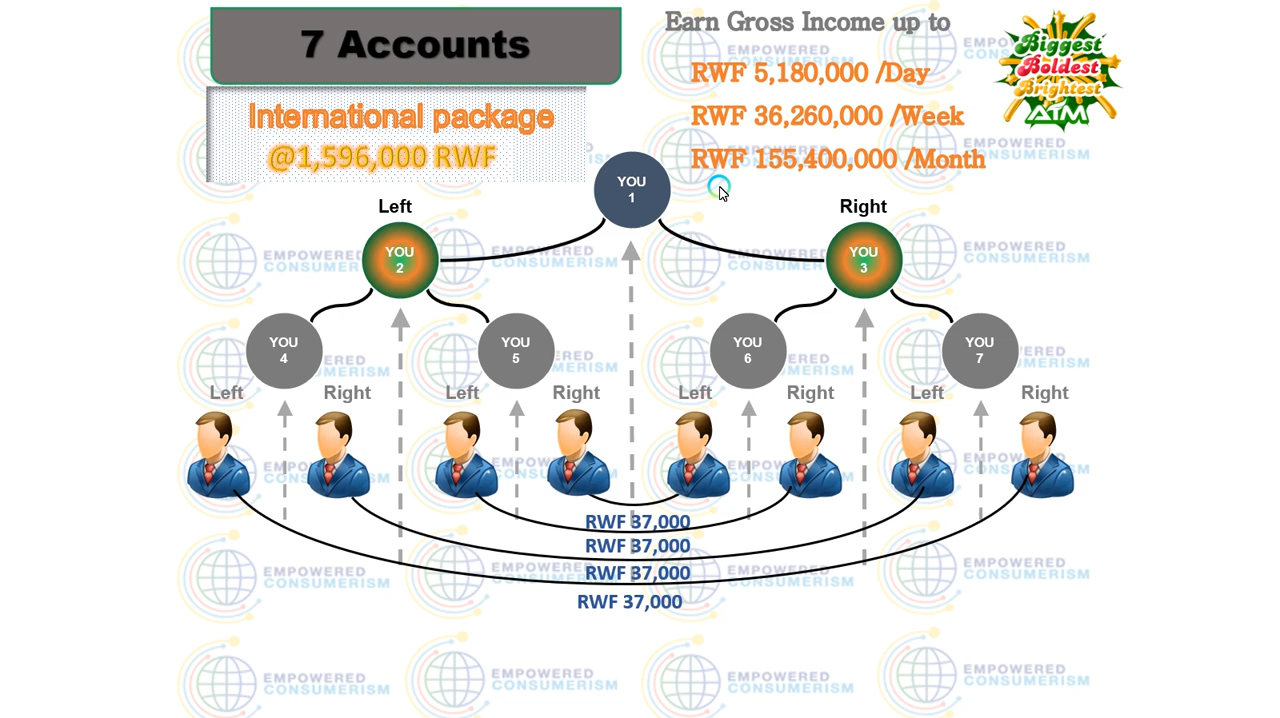 7 Accounts
International package
@1,596,000 RWF
Earn Gross Income up to
RWF 5,180,000 /Day
RWF 36,260,000 /Week
RWF 155,400,000 /Month
Biggest
Boldest
Brightest
ATM
YOU
1
Left
Right
YOU
2
YOU
3
YOU
4
YOU
5
YOU
6
YOU
7
Left
Right
Left
Right
Left
Right
Left
Right
RWF 37,000
RWF 37,000
RWF 37,000
RWF 37,000
EMPOWERED
CONSUMERISM